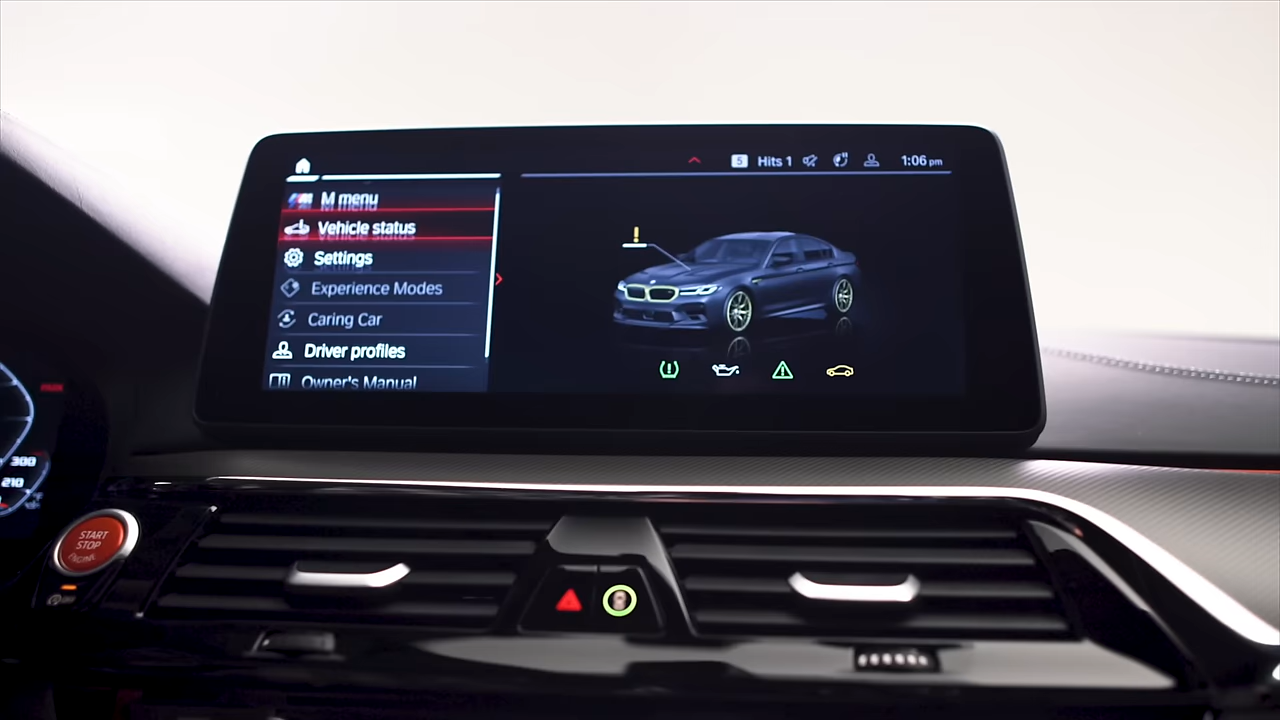 5 Hits 1 1:06 pm
M menu
Vehicle status
Settings
Experience Modes
Caring Car
Driver profiles
Owner's Manual
300
210
START
STOP